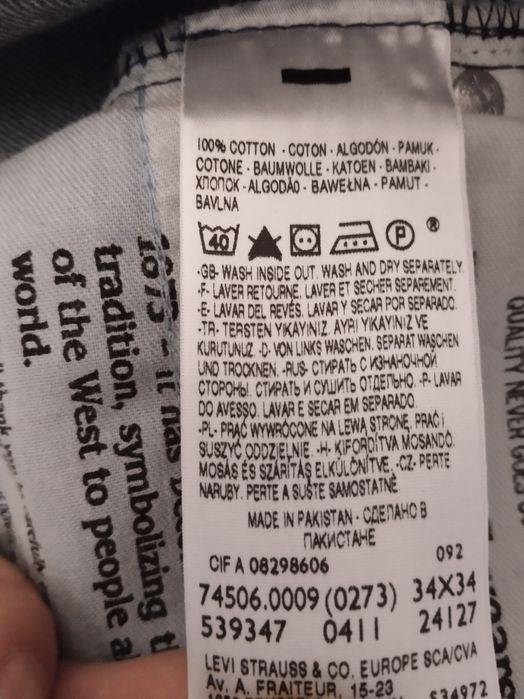 100% COTTON - COTON - ALGODÓN - PAMUK -
COTONE - BAUMWOLLE - KATOEN - BAMBAKI -
ХЛОПОК - ALGODÃO - BAWEŁNA - PAMUT -
BAVLNA
40 P ®
-GB- WASH INSIDE OUT. WASH AND DRY SEPARATELY.
-F- LAVER RETOURNE. LAVER ET SECHER SEPAREMENT.
-E- LAVAR DEL REVÉS. LAVAR Y SECAR POR SEPARADO.
-TR- TERSTEN YIKAYINIZ. AYRI YIKAYINIZ VE
KURUTUNUZ. -D- VON LINKS WASCHEN. SEPARAT WASCHEN
UND TROCKNEN. -RUS- СТИРАТЬ С ИЗНАНОЧНОЙ
СТОРОНЫ. СТИРАТЬ И СУШИТЬ ОТДЕЛЬНО. -P- LAVAR
DO AVESSO. LAVAR E SECAR EM SEPARADO.
-PL- PRAĆ WYWRÓCONE NA LEWĄ STRONĘ. PRAĆ I
SUSZYĆ ODDZIELNIE. -H- KIFORDÍTVA MOSANDÓ.
MOSÁS ÉS SZÁRÍTÁS ELKÜLÖNÍTVE. -CZ- PERTE
NARUBY. PERTE A SUŠTE SAMOSTATNĚ.
MADE IN PAKISTAN - СДЕЛАНО В
ПАКИСТАНЕ
CIF A 08298606 092
74506.0009 (0273) 34X34
539347 0411 24127
LEVI STRAUSS & CO. EUROPE SCA/CVA
AV. A. FRAITEUR, 15-23
536972
1873 - it has
tradition, symbolizing
of the West to people
world.
QUALITY NEVER GOES